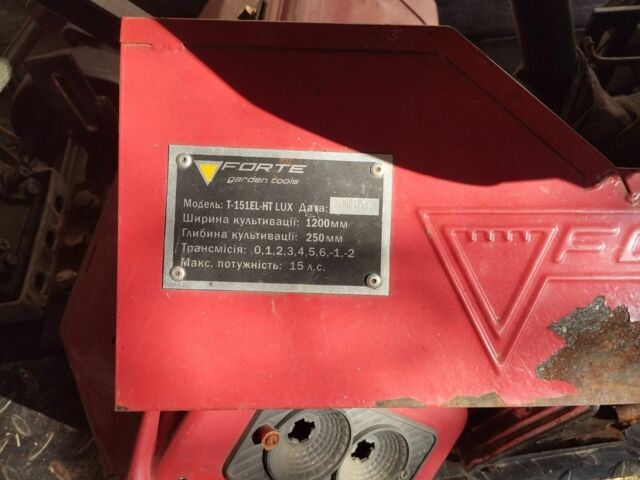 FORTE
garden tools
Модель: T-151EL-HT LUX Дата:
Ширина культивації: 1200мм
Глибина культивації: 250мм
Трансмісія: 0,1,2,3,4,5,6,-1,-2
Макс. потужність: 15 л.с.